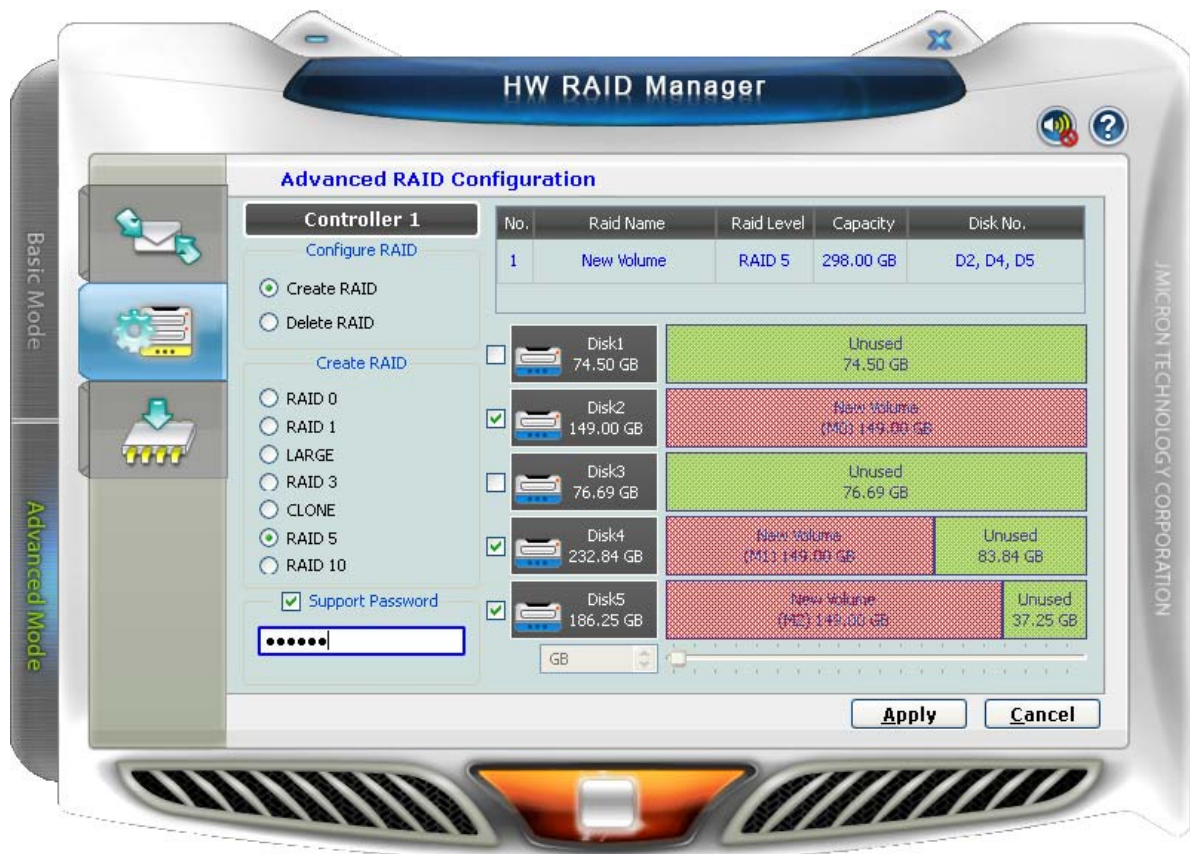 HW RAID Manager
Basic Mode
Advanced Mode
Advanced RAID Configuration
Controller 1
Configure RAID
Create RAID
Delete RAID
Create RAID
RAID 0
RAID 1
LARGE
RAID 3
CLONE
RAID 5
RAID 10
Support Password
No. Raid Name Raid Level Capacity Disk No.
1 New Volume RAID 5 298.00 GB D2, D4, D5
Disk1
74.50 GB
Unused
74.50 GB
Disk2
149.00 GB
New Volume
(M0) 149.00 GB
Disk3
76.69 GB
Unused
76.69 GB
Disk4
232.84 GB
New Volume
(M1) 149.00 GB
Unused
83.84 GB
Disk5
186.25 GB
New Volume
(M2) 149.00 GB
Unused
37.25 GB
GB
Apply
Cancel
JMICRON TECHNOLOGY CORPORATION